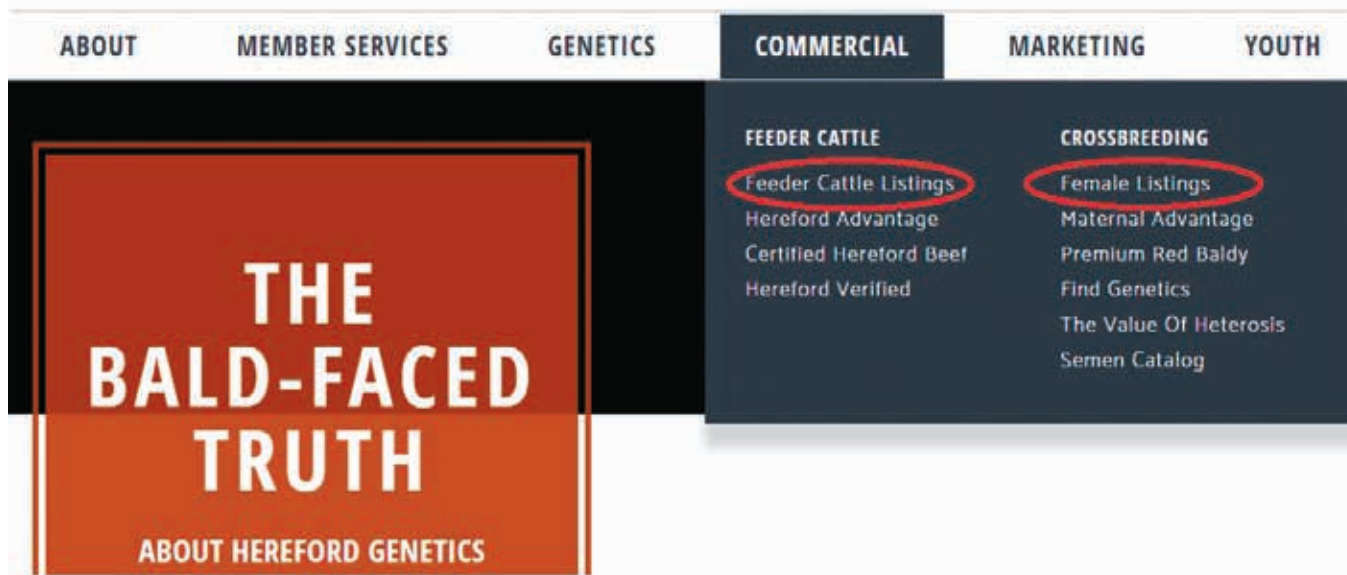 ABOUT MEMBER SERVICES GENETICS COMMERCIAL MARKETING YOUTH
FEEDER CATTLE
Feeder Cattle Listings
Hereford Advantage
Certified Hereford Beef
Hereford Verified
CROSSBREEDING
Female Listings
Maternal Advantage
Premium Red Baldy
Find Genetics
The Value Of Heterosis
Semen Catalog
THE
BALD-FACED
TRUTH
ABOUT HEREFORD GENETICS